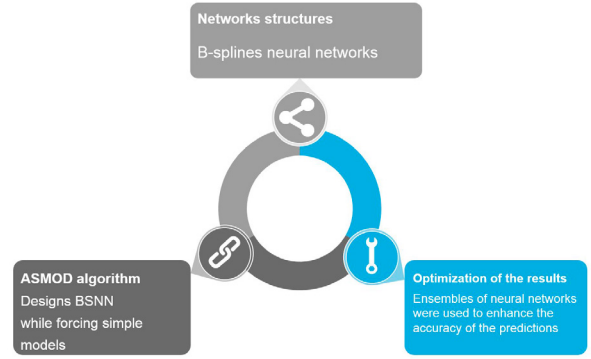 Networks structures
B-splines neural networks
ASMOD algorithm
Designs BSNN
while forcing simple
models
Optimization of the results
Ensembles of neural networks
were used to enhance the
accuracy of the predictions